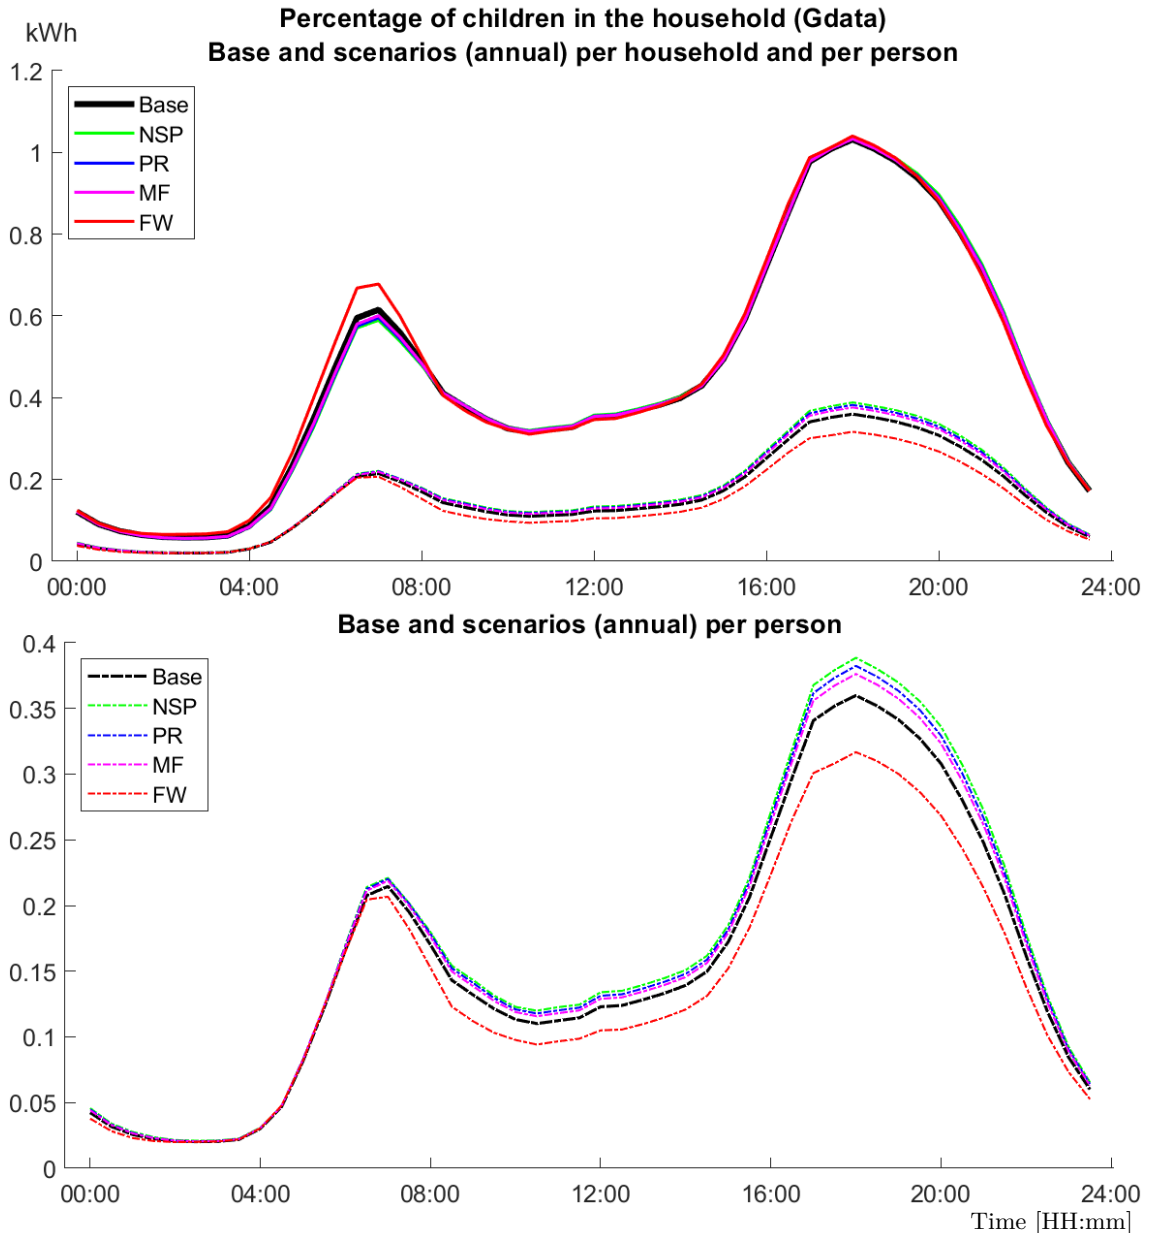 Percentage of children in the household (Gdata)
kWh
Base and scenarios (annual) per household and per person
1.2
1
0.8
0.6
0.4
0.2
0
Base
NSP
PR
MF
FW
00:00 04:00 08:00 12:00 16:00 20:00 24:00
Base and scenarios (annual) per person
0.4
0.35
0.3
0.25
0.2
0.15
0.1
0.05
0
Base
NSP
PR
MF
FW
00:00 04:00 08:00 12:00 16:00 20:00 24:00
Time [HH:mm]